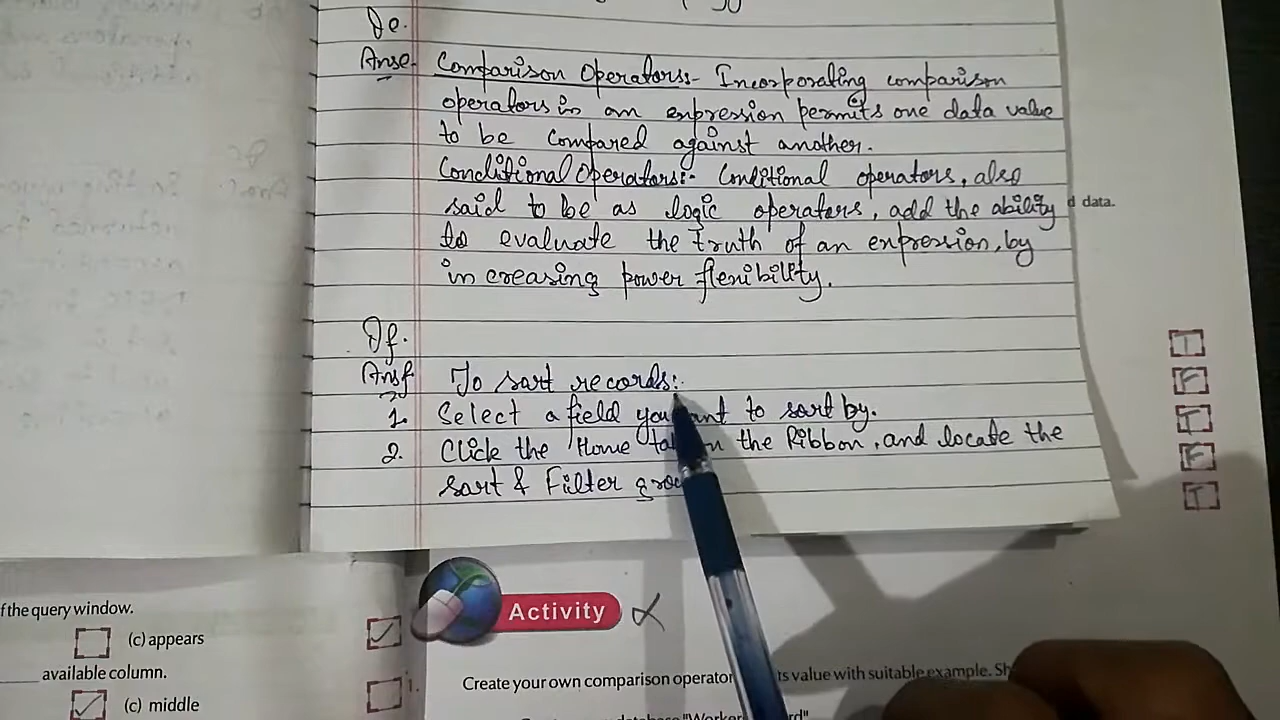 Qe.
Anse. Comparison Operators:- Incorporating comparison
operators in an expression permits one data value
to be compared against another.
Conditional Operators:- Conditional operators, also
said to be as logic operators, add the ability
d data.
to evaluate the truth of an expression, by
increasing power flexibility.
Qf.
Ansf To sort records:
1. Select a field you want to sort by.
2. Click the Home tab on the Ribbon, and locate the
sort & Filter
T
F
T
F
T
f the query window.
(c) appears
available column.
(c) middle
Activity
1.
Create your own comparison operator ts value with suitable example.